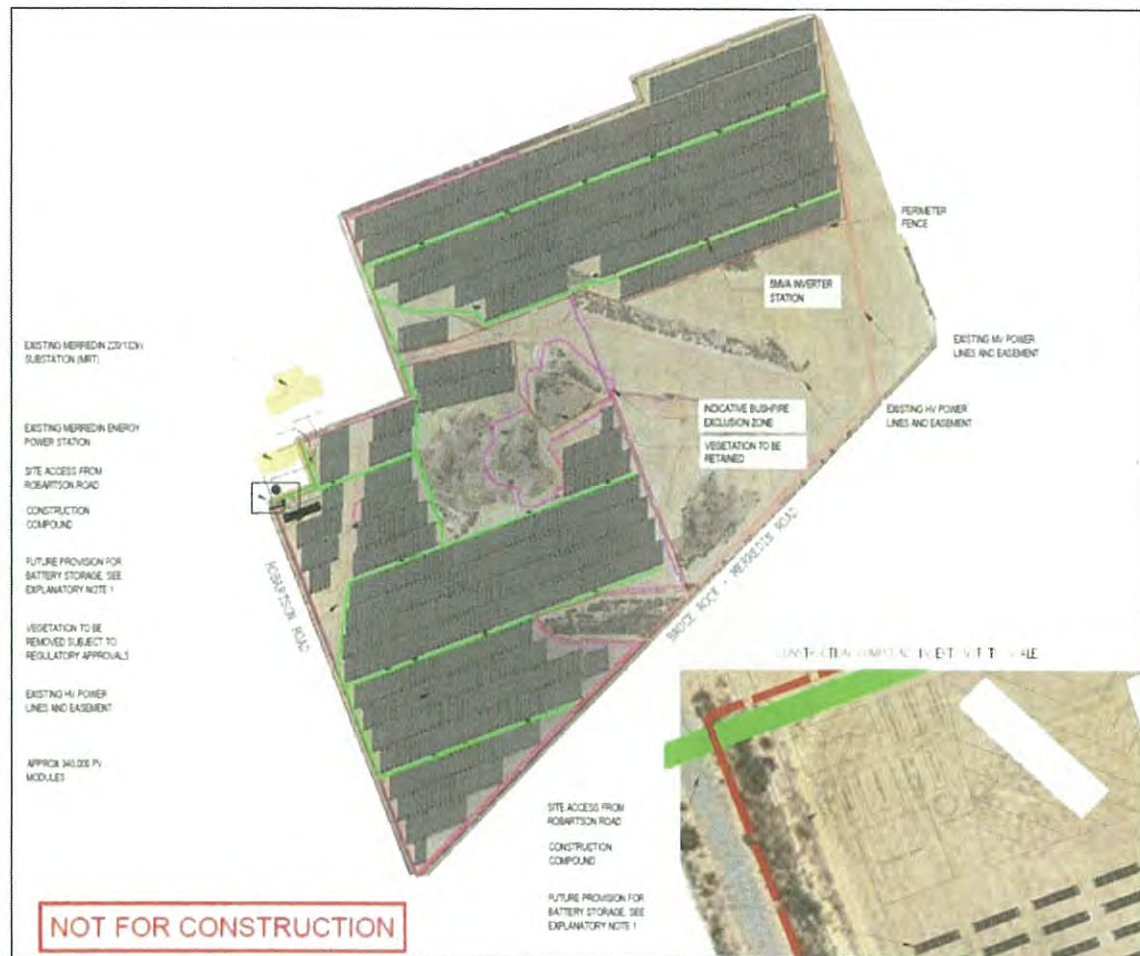 PERIMETER
FENCE
5MVA INVERTER
STATION
EXISTING MV POWER
LINES AND EASEMENT
EXISTING HV POWER
LINES AND EASEMENT
INDICATIVE BUSHFIRE
EXCLUSION ZONE
VEGETATION TO BE
RETAINED
EXISTING MERREDIN
SUBSTATION (MRT)
EXISTING MERREDIN ENERGY
POWER STATION
SITE ACCESS FROM
ROBARTSON ROAD
CONSTRUCTION
COMPOUND
FUTURE PROVISION FOR
BATTERY STORAGE, SEE
EXPLANATORY NOTE 1
VEGETATION TO BE
REMOVED SUBJECT TO
REGULATORY APPROVALS
EXISTING HV POWER
LINES AND EASEMENT
APPROX 340,000 PV
MODULES
ROBARTSON ROAD
BRUCE ROCK - MERREDIN ROAD
CONSTRUCTION SCALE
SITE ACCESS FROM
ROBARTSON ROAD
CONSTRUCTION
COMPOUND
FUTURE PROVISION FOR
BATTERY STORAGE, SEE
EXPLANATORY NOTE 1
NOT FOR CONSTRUCTION